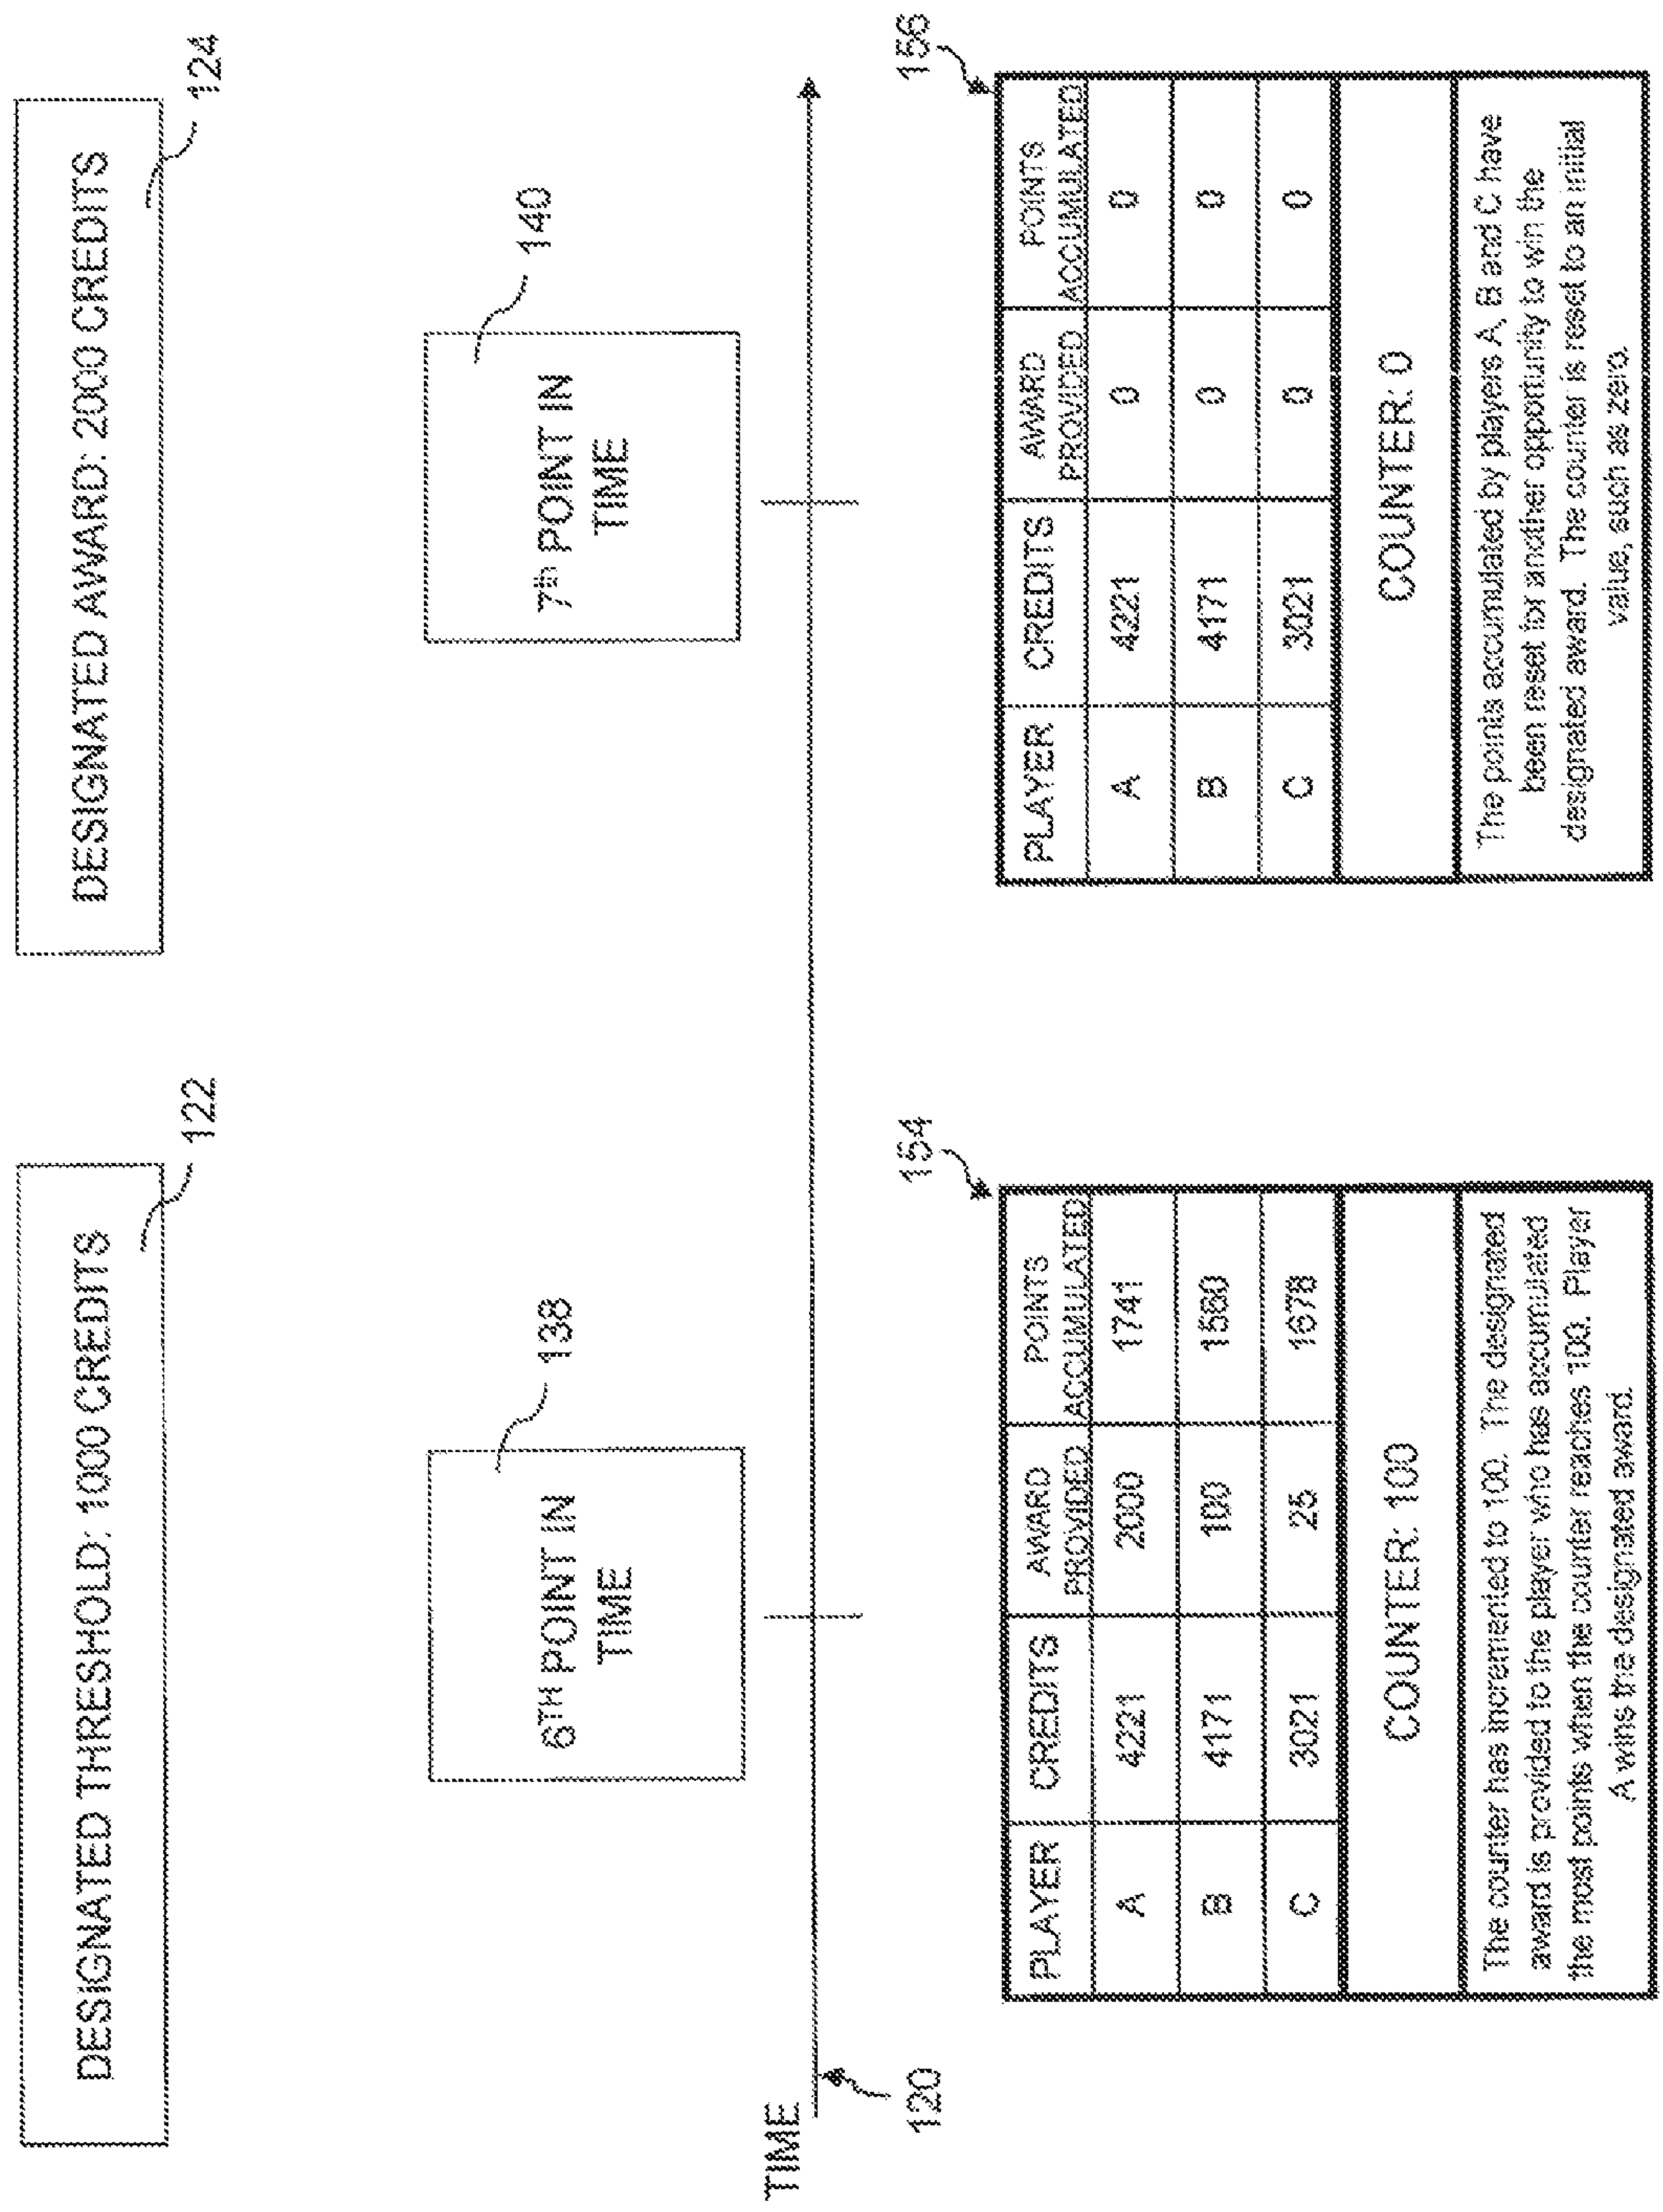 DESIGNATED THRESHOLD: 1000 CREDITS
122
DESIGNATED AWARD: 2000 CREDITS
124
6TH POINT IN
TIME
138
7th POINT IN
TIME
140
TIME
120
154
PLAYER CREDITS AWARD PROVIDED POINTS ACCUMULATED
A 4221 2000 1741
B 4171 100 1560
C 3021 25 1678
COUNTER: 100
The counter has incremented to 100. The designated
award is provided to the player who has accumulated
the most points when the counter reaches 100. Player
A wins the designated award.
156
PLAYER CREDITS AWARD PROVIDED POINTS ACCUMULATED
A 4221 0 0
B 4171 0 0
C 3021 0 0
COUNTER: 0
The points accumulated by players A, B and C have
been reset for another opportunity to win the
designated award. The counter is reset to an initial
value, such as zero.